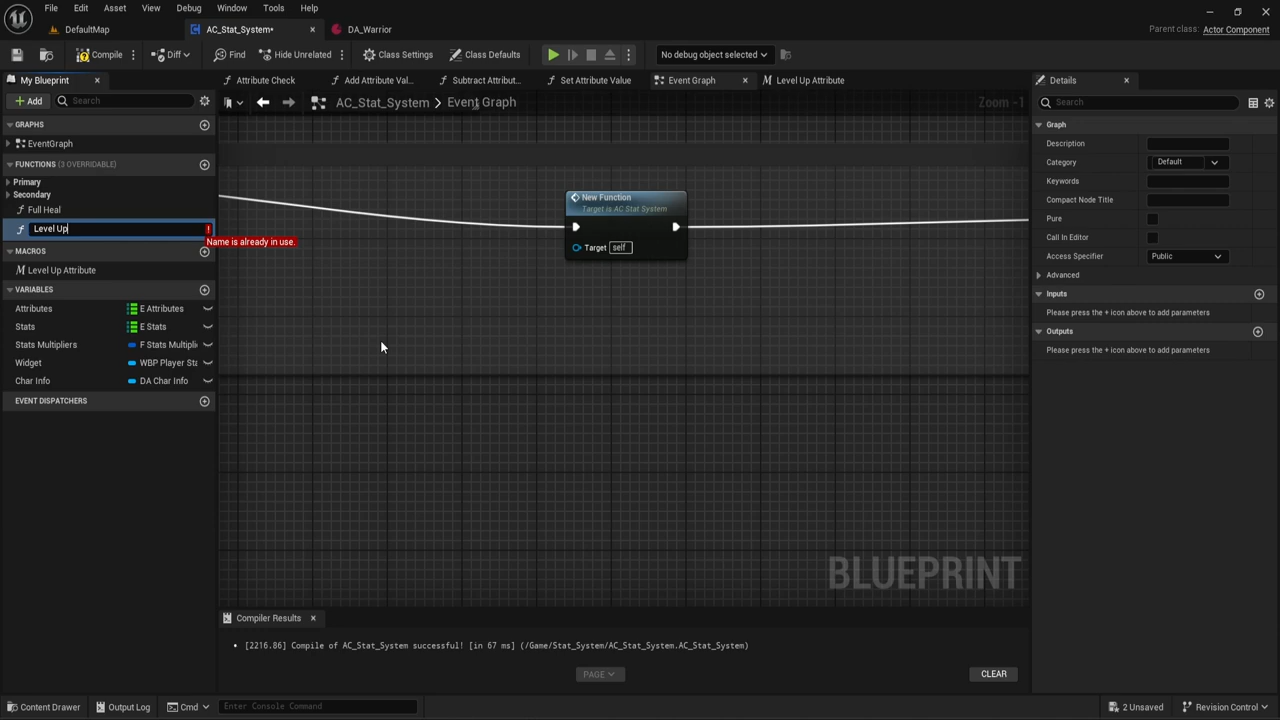 File Edit Asset View Debug Window Tools Help
DefaultMap
AC_Stat_System•
DA_Warrior
Parent class: Actor Component
Compile
Diff
Find
Hide Unrelated
Class Settings
Class Defaults
No debug object selected
My Blueprint
Attribute Check
Add Attribute Val...
Subtract Attribut...
Set Attribute Value
Event Graph
Level Up Attribute
Details
Add
Search
AC_Stat_System > Event Graph
Zoom -1
Search
GRAPHS
EventGraph
FUNCTIONS (3 OVERRIDABLE)
Primary
Secondary
Full Heal
Level Up
!
Name is already in use.
MACROS
Level Up Attribute
VARIABLES
Attributes E Attributes
Stats E Stats
Stats Multipliers F Stats Multipli
Widget WBP Player Sta
Char Info DA Char Info
EVENT DISPATCHERS
New Function
Target is AC Stat System
Target self
BLUEPRINT
Graph
Description
Category Default
Keywords
Compact Node Title
Pure
Call In Editor
Access Specifier Public
Advanced
Inputs
Please press the + icon above to add parameters
Outputs
Please press the + icon above to add parameters
Compiler Results
[2216.86] Compile of AC_Stat_System successful! [in 67 ms] (/Game/Stat_System/AC_Stat_System.AC_Stat_System)
PAGE
CLEAR
Content Drawer
Output Log
Cmd
Enter Console Command
2 Unsaved
Revision Control